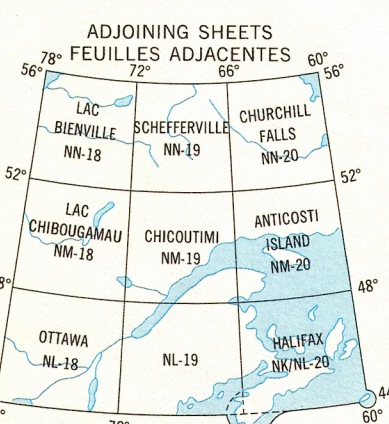 ADJOINING SHEETS
FEUILLES ADJACENTES
78°
72°
66°
60°
56°
56°
LAC
BIENVILLE
NN-18
SCHEFFERVILLE
NN-19
CHURCHILL
FALLS
NN-20
52°
52°
LAC
CHIBOUGAMAU
NM-18
CHICOUTIMI
NM-19
ANTICOSTI
ISLAND
NM-20
8°
48°
OTTAWA
NL-18
NL-19
HALIFAX
NK/NL-20
44
60°